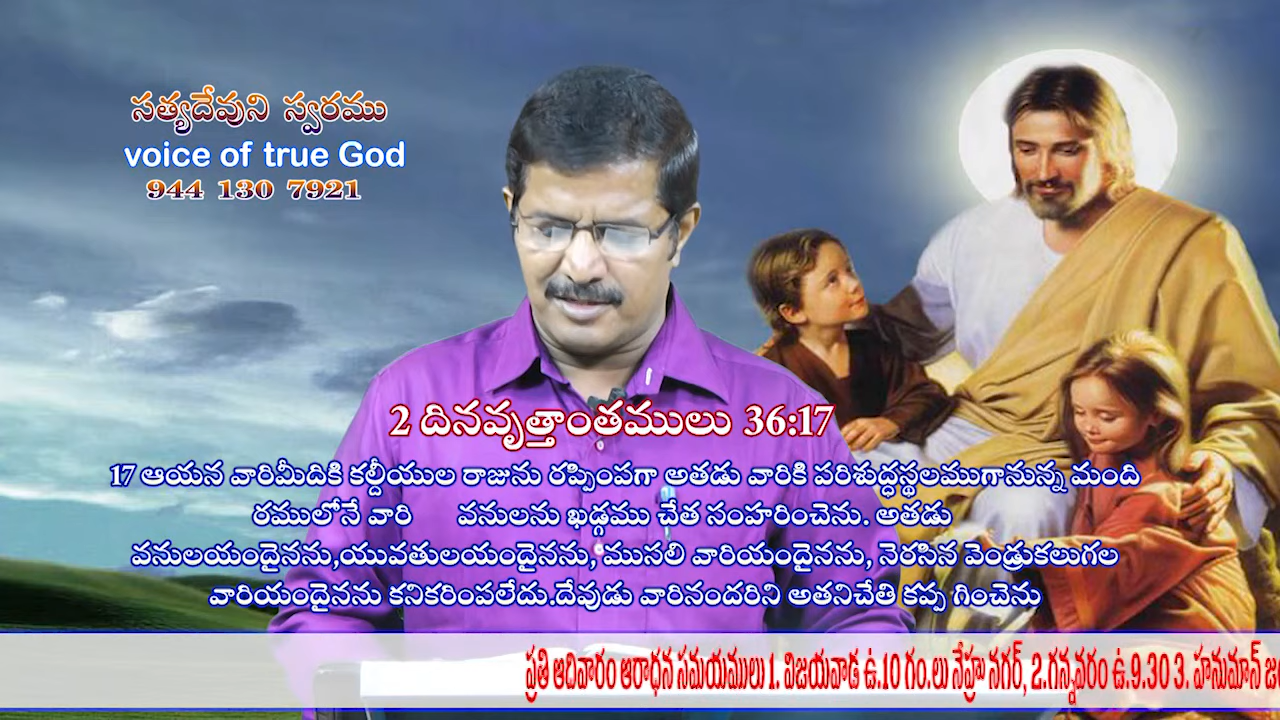 సత్యదేవుని స్వరము
voice of true God
944 130 7921
2 దినవృత్తాంతములు 36:17
17 ఆయన వారిమీదికి కల్దీయుల రాజును రప్పింపగా అతడు వారికి పరిశుద్ధస్థలముగానున్న మంది
రములోనే వారి వనులను ఖడ్గము చేత సంహరించెను. అతడు
వనులయందైనను,యువతులయందైనను, ముసలి వారియందైనను, నెరసిన వెండ్రుకలుగల
వారియందైనను కనికరింపలేదు.దేవుడు వారినందరిని అతనిచేతి కప్ప గించెను
ప్రతి ఆదివారం ఆరాధన సమయములు 1. విజయవాడ ఉ.10 గం.లు నేహ్రు నగర్, 2.గన్నవరం ఉ.9.30 3. హనుమాన్